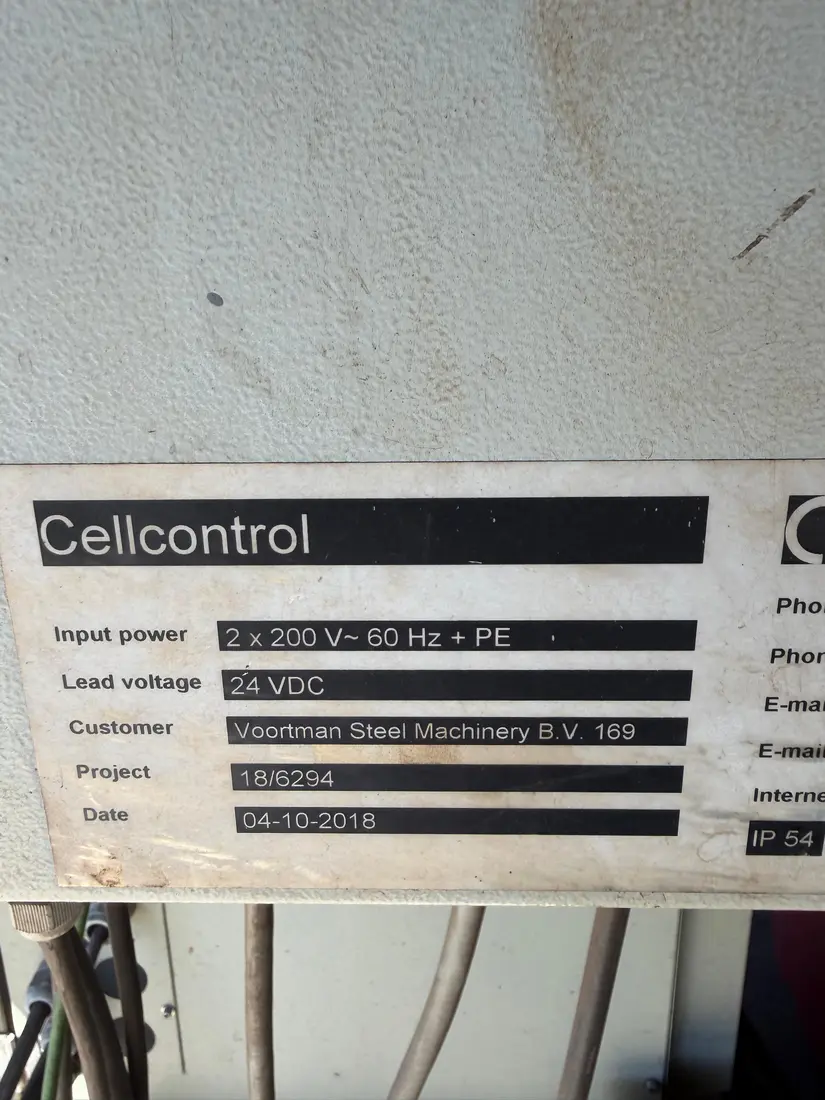 Cellcontrol
Input power 2 x 200 V~ 60 Hz + PE
Lead voltage 24 VDC
Customer Voortman Steel Machinery B.V. 169
Project 18/6294
Date 04-10-2018
IP 54